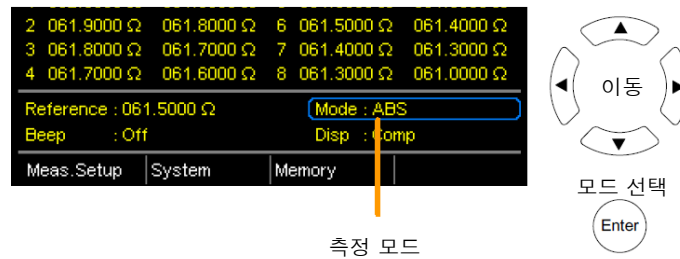 2 061.9000 Ω 061.8000 Ω 6 061.5000 Ω 061.4000 Ω
3 061.8000 Ω 061.7000 Ω 7 061.4000 Ω 061.3000 Ω
4 061.7000 Ω 061.6000 Ω 8 061.3000 Ω 061.0000 Ω
Reference : 061.5000 Ω Mode : ABS
Beep : Off Disp : Comp
Meas.Setup System Memory
이동
모드 선택
Enter
측정 모드